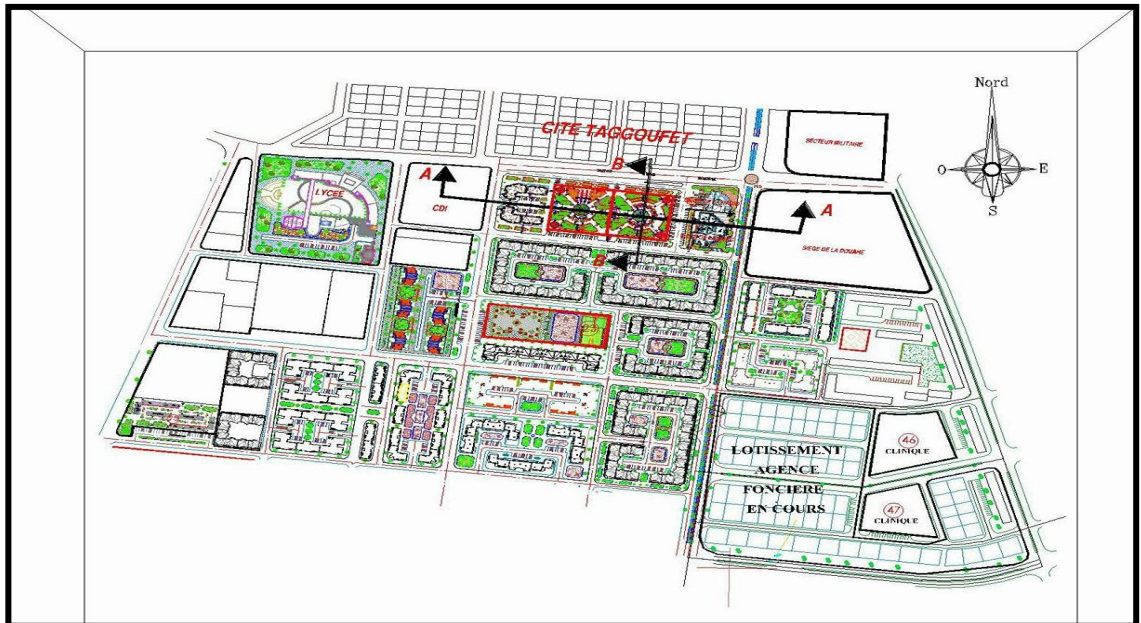 Nord
O
E
S
CITE TAGGOUFET
SECTEUR MILITAIRE
B
A
LYCEE
CDI
A
SIEGE DE LA DOUANE
B
LOTISSEMENT
AGENCE
FONCIERE
EN COURS
46
CLINIQUE
47
CLINIQUE